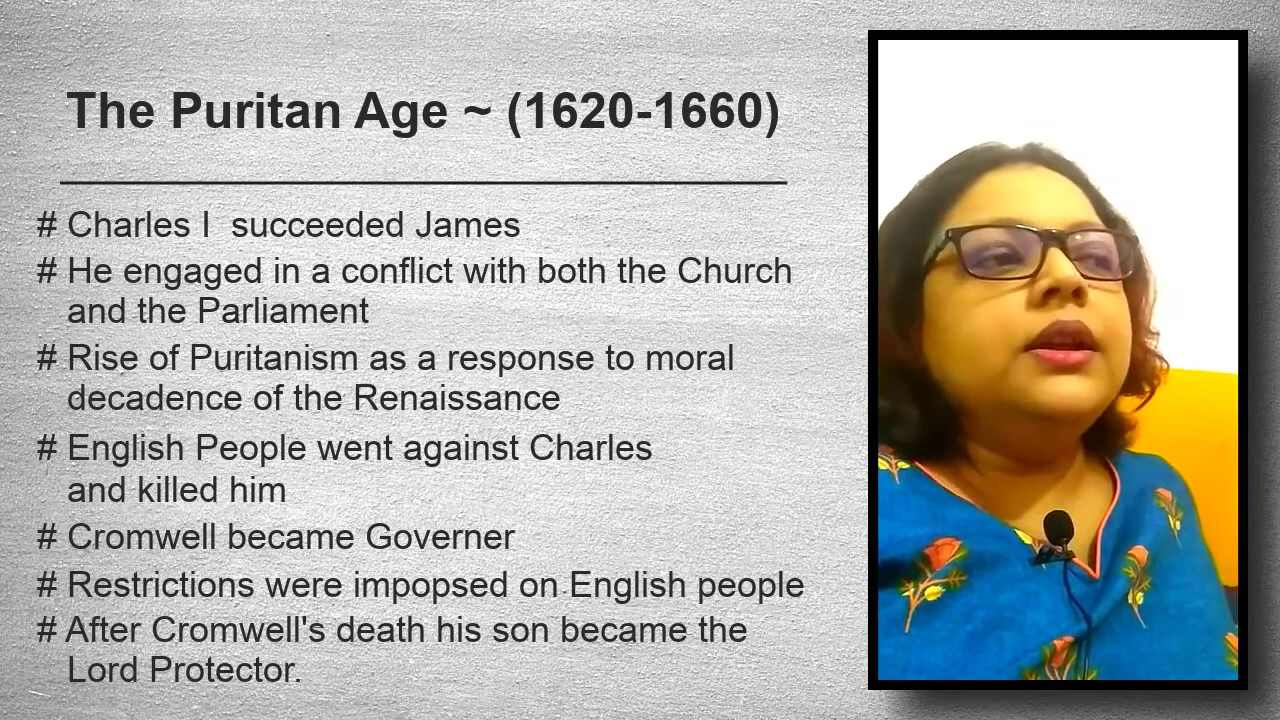 The Puritan Age ~ (1620-1660)
# Charles I  succeeded James
# He engaged in a conflict with both the Church
and the Parliament
# Rise of Puritanism as a response to moral
decadence of the Renaissance
# English People went against Charles
and killed him
# Cromwell became Governer
# Restrictions were impopsed on English people
# After Cromwell's death his son became the
Lord Protector.